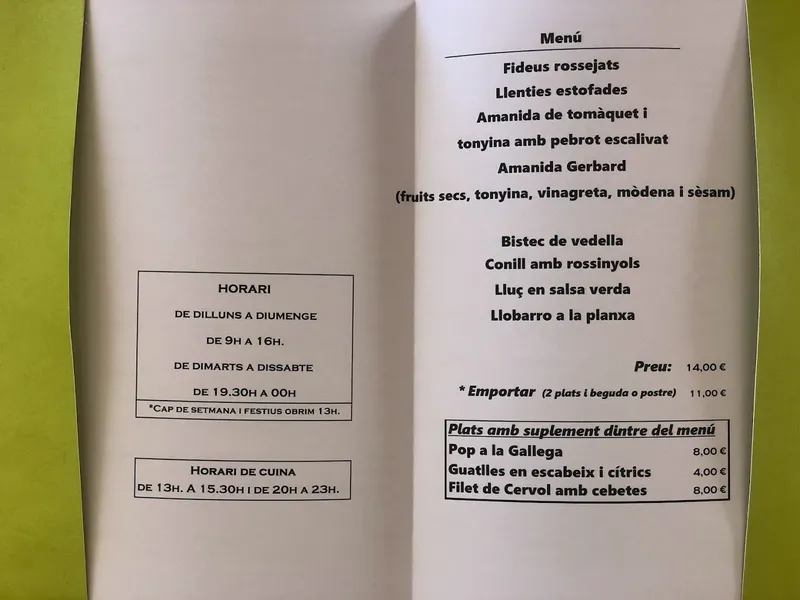 HORARI
DE DILLUNS A DIUMENGE
DE 9H A 16H.
DE DIMARTS A DISSABTE
DE 19.30H A 00H
*CAP DE SETMANA I FESTIUS OBRIM 13H.
HORARI DE CUINA
DE 13H. A 15.30H I DE 20H A 23H.
Menú
Fideus rossejats
Llenties estofades
Amanida de tomàquet i
tonyina amb pebrot escalivat
Amanida Gerbard
(fruits secs, tonyina, vinagreta, mòdena i sèsam)
Bistec de vedella
Conill amb rossinyols
Lluç en salsa verda
Llobarro a la planxa
Preu: 14,00 €
* Emportar (2 plats i beguda o postre) 11,00 €
Plats amb suplement dintre del menú
Pop a la Gallega 8,00 €
Guatlles en escabeix i cítrics 4,00 €
Filet de Cervol amb cebetes 8,00 €